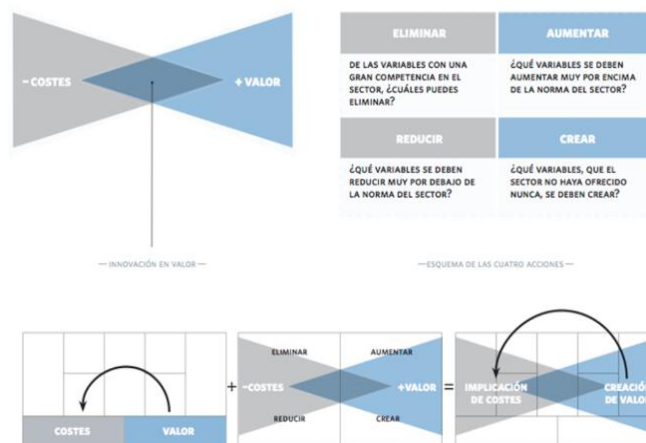 – COSTES
+ VALOR
— INNOVACIÓN EN VALOR —
ELIMINAR
AUMENTAR
DE LAS VARIABLES CON UNA
GRAN COMPETENCIA EN EL
SECTOR, ¿CUÁLES PUEDES
ELIMINAR?
¿QUÉ VARIABLES SE DEBEN
AUMENTAR MUY POR ENCIMA
DE LA NORMA DEL SECTOR?
REDUCIR
CREAR
¿QUÉ VARIABLES SE DEBEN
REDUCIR MUY POR DEBAJO DE
LA NORMA DEL SECTOR?
¿QUÉ VARIABLES, QUE EL
SECTOR NO HAYA OFRECIDO
NUNCA, SE DEBEN CREAR?
—ESQUEMA DE LAS CUATRO ACCIONES—
COSTES
VALOR
+
ELIMINAR
AUMENTAR
–COSTES
+VALOR
REDUCIR
CREAR
=
IMPLICACIÓN
DE COSTES
CREACIÓN
DE VALOR